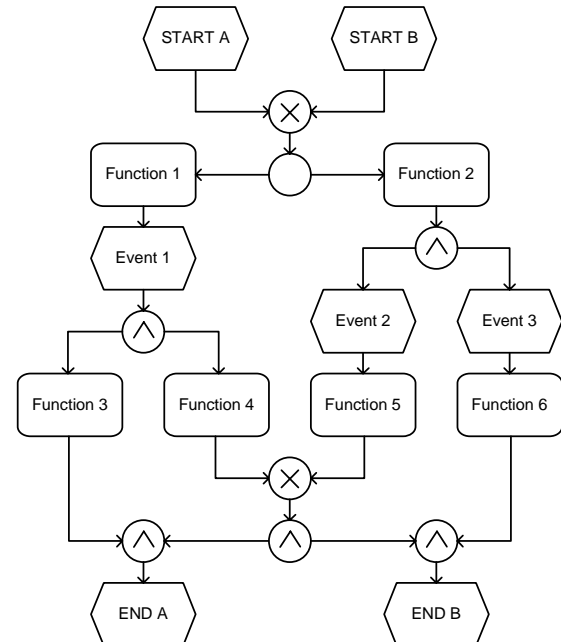 START A
START B
Function 1
Function 2
Event 1
Event 2
Event 3
Function 3
Function 4
Function 5
Function 6
END A
END B